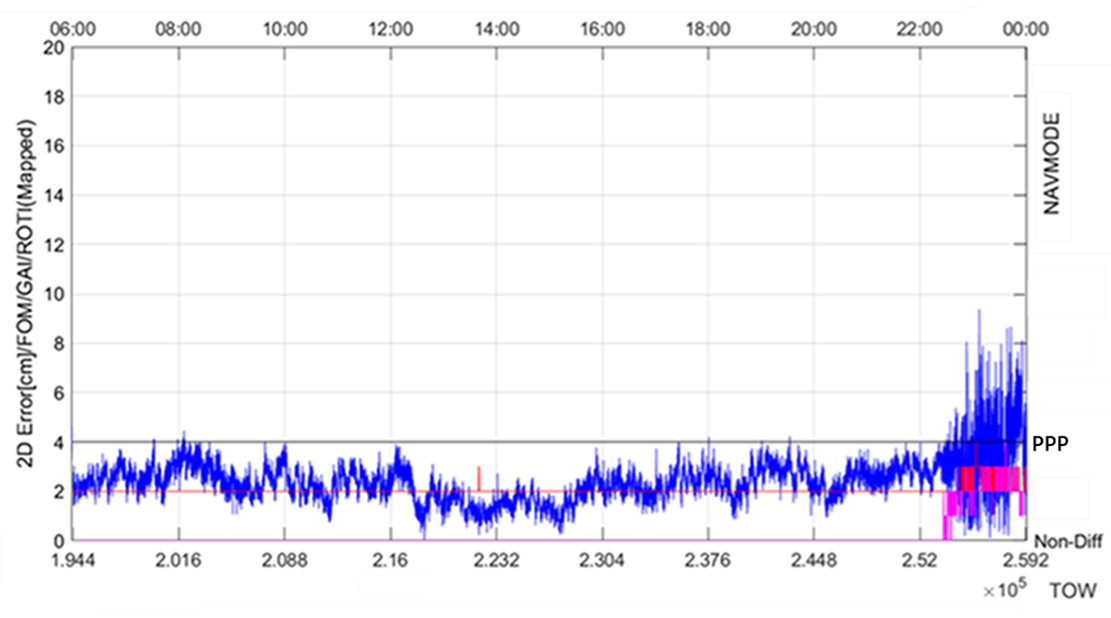 06:00 08:00 10:00 12:00 14:00 16:00 18:00 20:00 22:00 00:00
20
18
16
14
12
10
8
6
4
2
0
2D Error[cm]/FOM/GAI/ROTI(Mapped)
NAVMODE
PPP
Non-Diff
1.944 2.016 2.088 2.16 2.232 2.304 2.376 2.448 2.52 2.592
×10⁵ TOW